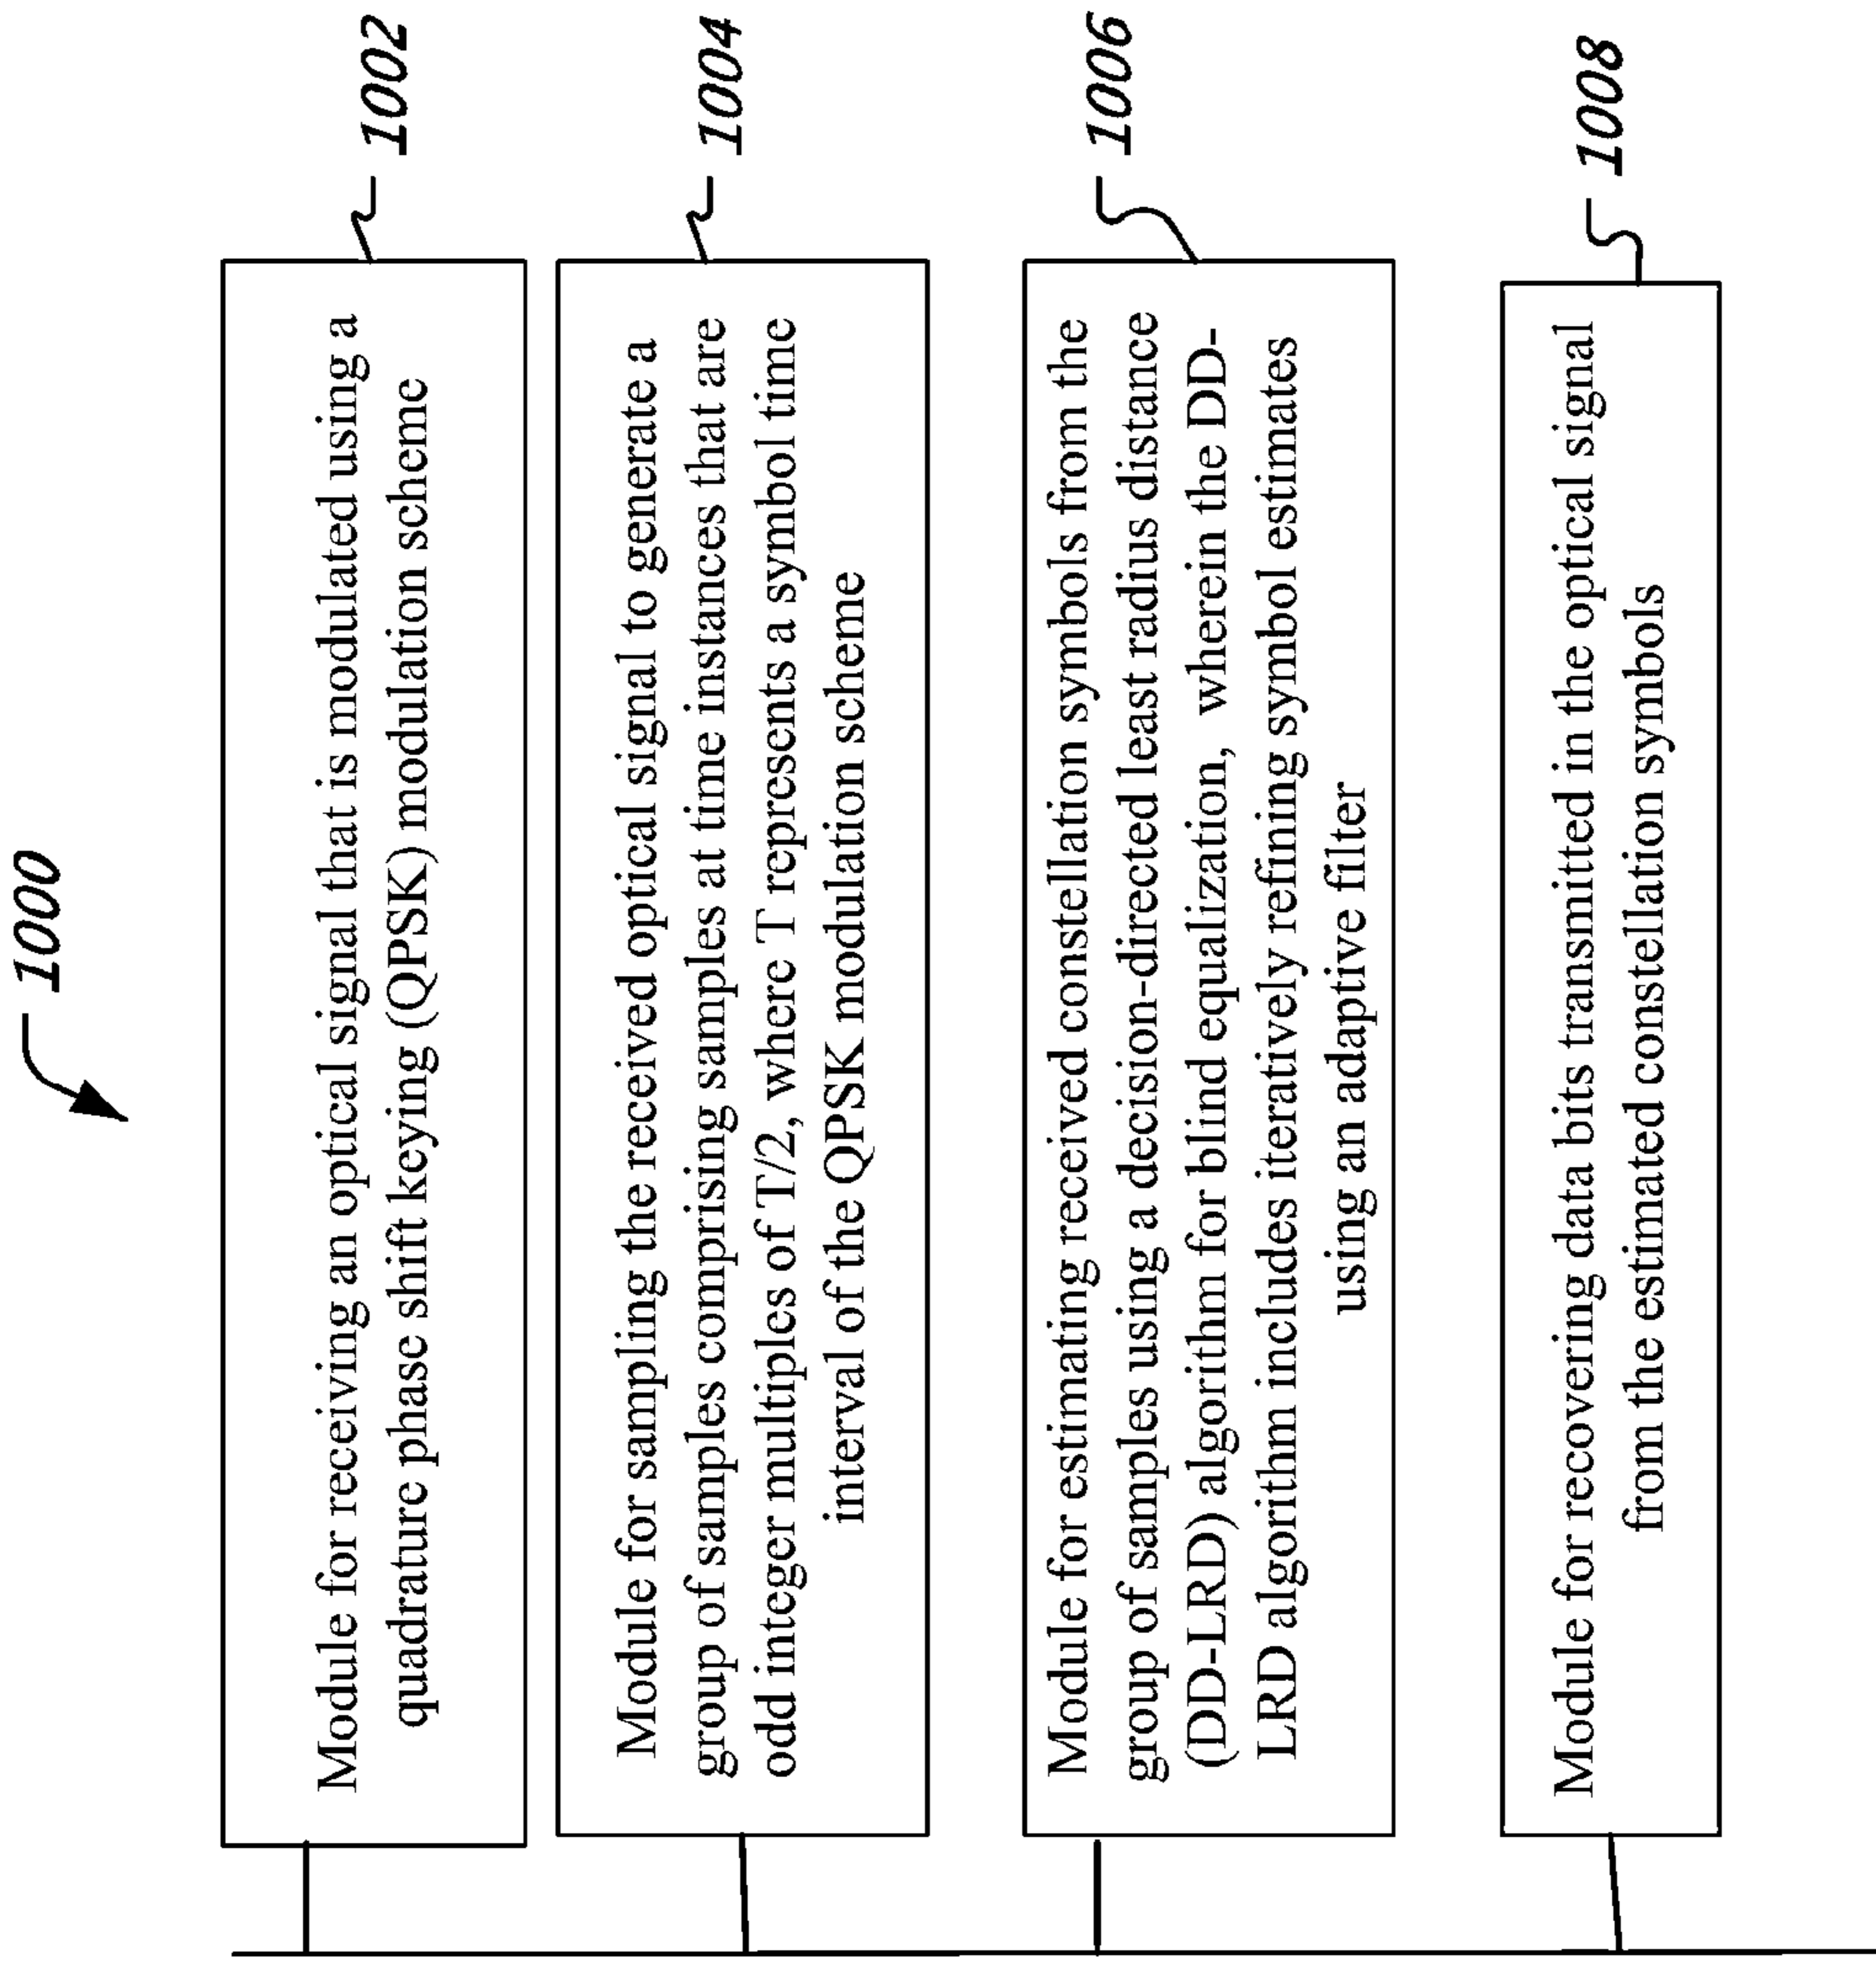 1000
Module for receiving an optical signal that is modulated using a
quadrature phase shift keying (QPSK) modulation scheme
1002
Module for sampling the received optical signal to generate a
group of samples comprising samples at time instances that are
odd integer multiples of T/2, where T represents a symbol time
interval of the QPSK modulation scheme
1004
Module for estimating received constellation symbols from the
group of samples using a decision-directed least radius distance
(DD-LRD) algorithm for blind equalization, wherein the DD-
LRD algorithm includes iteratively refining symbol estimates
using an adaptive filter
1006
Module for recovering data bits transmitted in the optical signal
from the estimated constellation symbols
1008